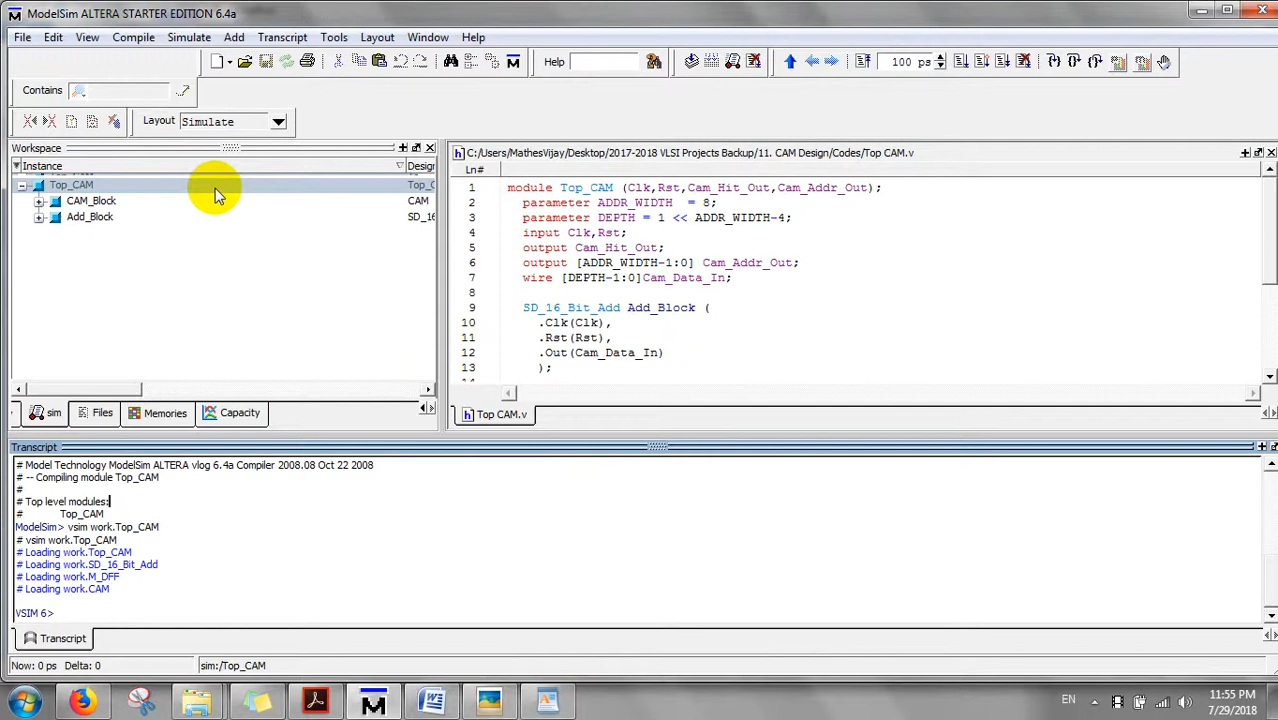 ModelSim ALTERA STARTER EDITION 6.4a
File Edit View Compile Simulate Add Transcript Tools Layout Window Help
Help 100 ps
Contains
Layout Simulate
Workspace
Instance Design
Top_CAM Top_C
CAM_Block CAM
Add_Block SD_16
sim Files Memories Capacity
C:/Users/MathesVijay/Desktop/2017-2018 VLSI Projects Backup/11. CAM Design/Codes/Top CAM.v
Ln#
1 module Top_CAM (Clk,Rst,Cam_Hit_Out,Cam_Addr_Out);
2 parameter ADDR_WIDTH = 8;
3 parameter DEPTH = 1 << ADDR_WIDTH-4;
4 input Clk,Rst;
5 output Cam_Hit_Out;
6 output [ADDR_WIDTH-1:0] Cam_Addr_Out;
7 wire [DEPTH-1:0]Cam_Data_In;
8
9 SD_16_Bit_Add Add_Block (
10 .Clk(Clk),
11 .Rst(Rst),
12 .Out(Cam_Data_In)
13 );
Top CAM.v
Transcript
# Model Technology ModelSim ALTERA vlog 6.4a Compiler 2008.08 Oct 22 2008
# -- Compiling module Top_CAM
#
# Top level modules:
# Top_CAM
ModelSim> vsim work.Top_CAM
# vsim work.Top_CAM
# Loading work.Top_CAM
# Loading work.SD_16_Bit_Add
# Loading work.M_DFF
# Loading work.CAM
VSIM 6>
Transcript
Now: 0 ps Delta: 0 sim:/Top_CAM
EN 11:55 PM
7/29/2018